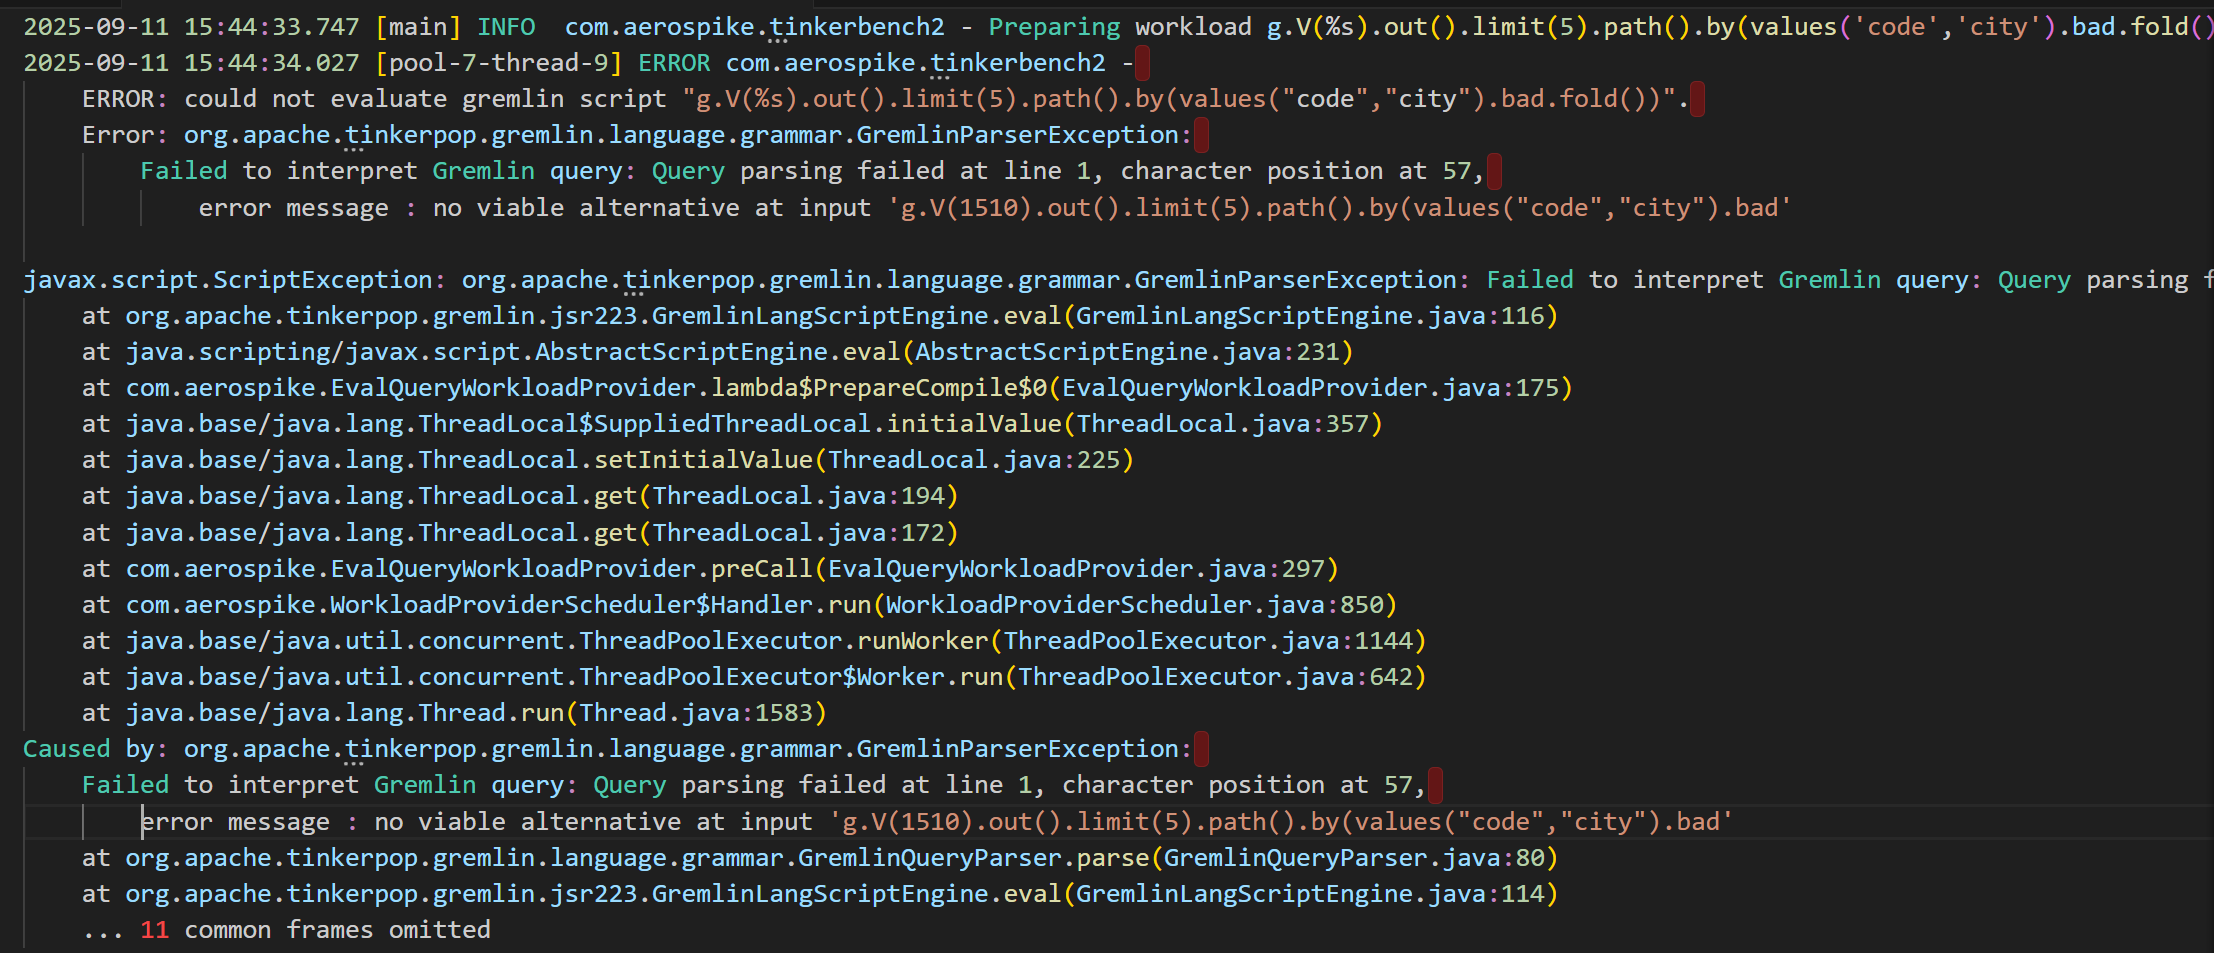 2025-09-11 15:44:33.747 [main] INFO  com.aerospike.tinkerbench2 - Preparing workload g.V(%s).out().limit(5).path().by(values('code','city').bad.fold()
2025-09-11 15:44:34.027 [pool-7-thread-9] ERROR com.aerospike.tinkerbench2 -
    ERROR: could not evaluate gremlin script "g.V(%s).out().limit(5).path().by(values("code","city").bad.fold())".
    Error: org.apache.tinkerpop.gremlin.language.grammar.GremlinParserException:
        Failed to interpret Gremlin query: Query parsing failed at line 1, character position at 57,
            error message : no viable alternative at input 'g.V(1510).out().limit(5).path().by(values("code","city").bad'
javax.script.ScriptException: org.apache.tinkerpop.gremlin.language.grammar.GremlinParserException: Failed to interpret Gremlin query: Query parsing f
    at org.apache.tinkerpop.gremlin.jsr223.GremlinLangScriptEngine.eval(GremlinLangScriptEngine.java:116)
    at java.scripting/javax.script.AbstractScriptEngine.eval(AbstractScriptEngine.java:231)
    at com.aerospike.EvalQueryWorkloadProvider.lambda$PrepareCompile$0(EvalQueryWorkloadProvider.java:175)
    at java.base/java.lang.ThreadLocal$SuppliedThreadLocal.initialValue(ThreadLocal.java:357)
    at java.base/java.lang.ThreadLocal.setInitialValue(ThreadLocal.java:225)
    at java.base/java.lang.ThreadLocal.get(ThreadLocal.java:194)
    at java.base/java.lang.ThreadLocal.get(ThreadLocal.java:172)
    at com.aerospike.EvalQueryWorkloadProvider.preCall(EvalQueryWorkloadProvider.java:297)
    at com.aerospike.WorkloadProviderScheduler$Handler.run(WorkloadProviderScheduler.java:850)
    at java.base/java.util.concurrent.ThreadPoolExecutor.runWorker(ThreadPoolExecutor.java:1144)
    at java.base/java.util.concurrent.ThreadPoolExecutor$Worker.run(ThreadPoolExecutor.java:642)
    at java.base/java.lang.Thread.run(Thread.java:1583)
Caused by: org.apache.tinkerpop.gremlin.language.grammar.GremlinParserException:
    Failed to interpret Gremlin query: Query parsing failed at line 1, character position at 57,
        error message : no viable alternative at input 'g.V(1510).out().limit(5).path().by(values("code","city").bad'
    at org.apache.tinkerpop.gremlin.language.grammar.GremlinQueryParser.parse(GremlinQueryParser.java:80)
    at org.apache.tinkerpop.gremlin.jsr223.GremlinLangScriptEngine.eval(GremlinLangScriptEngine.java:114)
    ... 11 common frames omitted